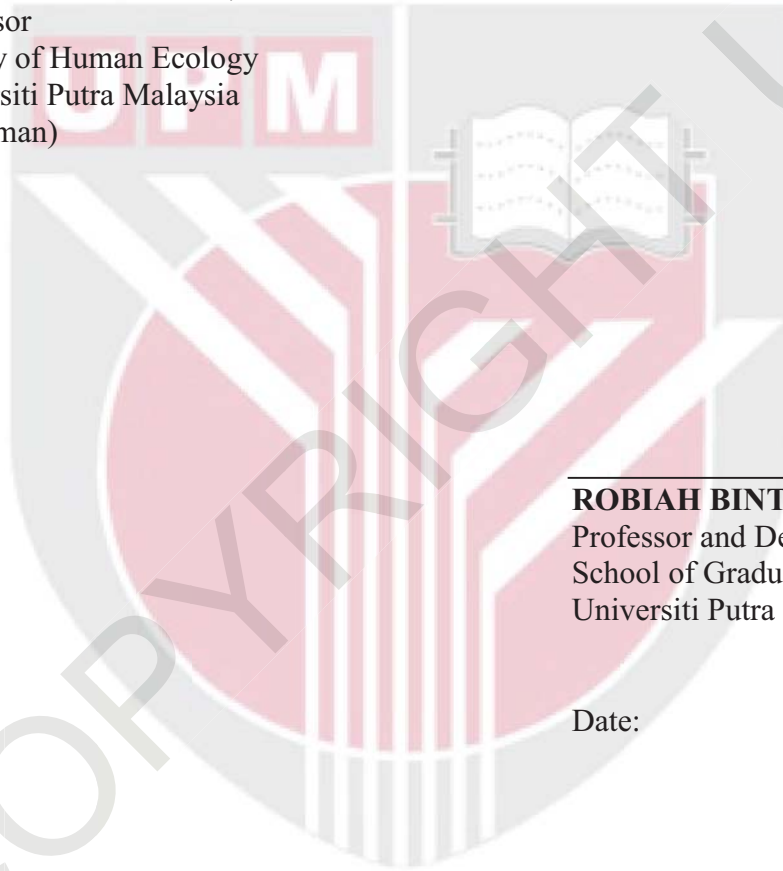 sor
y of Human Ecology
siti Putra Malaysia
man)
UPM
OPYRIGHT U
ROBIAH BINT
Professor and De
School of Gradu
Universiti Putra
Date: